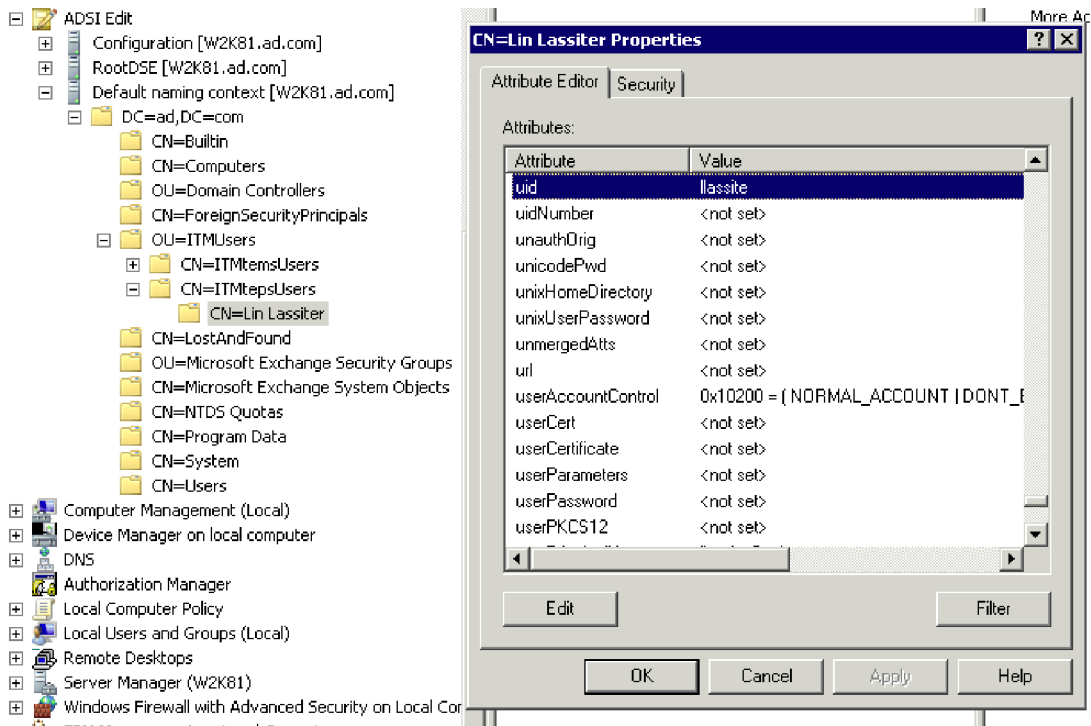 ADSI Edit
Configuration [W2K81.ad.com]
RootDSE [W2K81.ad.com]
Default naming context [W2K81.ad.com]
DC=ad,DC=com
CN=Builtin
CN=Computers
OU=Domain Controllers
CN=ForeignSecurityPrincipals
OU=ITMUsers
CN=ITMtemsUsers
CN=ITMtepsUsers
CN=Lin Lassiter
CN=LostAndFound
OU=Microsoft Exchange Security Groups
CN=Microsoft Exchange System Objects
CN=NTDS Quotas
CN=Program Data
CN=System
CN=Users
Computer Management (Local)
Device Manager on local computer
DNS
Authorization Manager
Local Computer Policy
Local Users and Groups (Local)
Remote Desktops
Server Manager (W2K81)
Windows Firewall with Advanced Security on Local Cor
More Ac
CN=Lin Lassiter Properties
Attribute Editor Security
Attributes:
Attribute Value
uid llassite
uidNumber <not set>
unauthOrig <not set>
unicodePwd <not set>
unixHomeDirectory <not set>
unixUserPassword <not set>
unmergedAtts <not set>
url <not set>
userAccountControl 0x10200 = ( NORMAL_ACCOUNT | DONT_E
userCert <not set>
userCertificate <not set>
userParameters <not set>
userPassword <not set>
userPKCS12 <not set>
Edit Filter
OK Cancel Apply Help